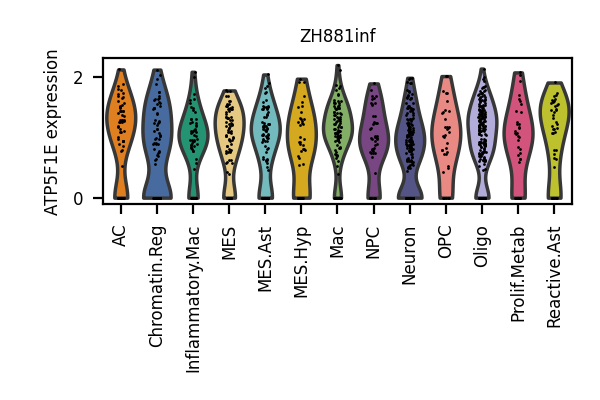 ZH881inf
ATP5F1E expression
2
0
AC
Chromatin.Reg
Inflammatory.Mac
MES
MES.Ast
MES.Hyp
Mac
NPC
Neuron
OPC
Oligo
Prolif.Metab
Reactive.Ast